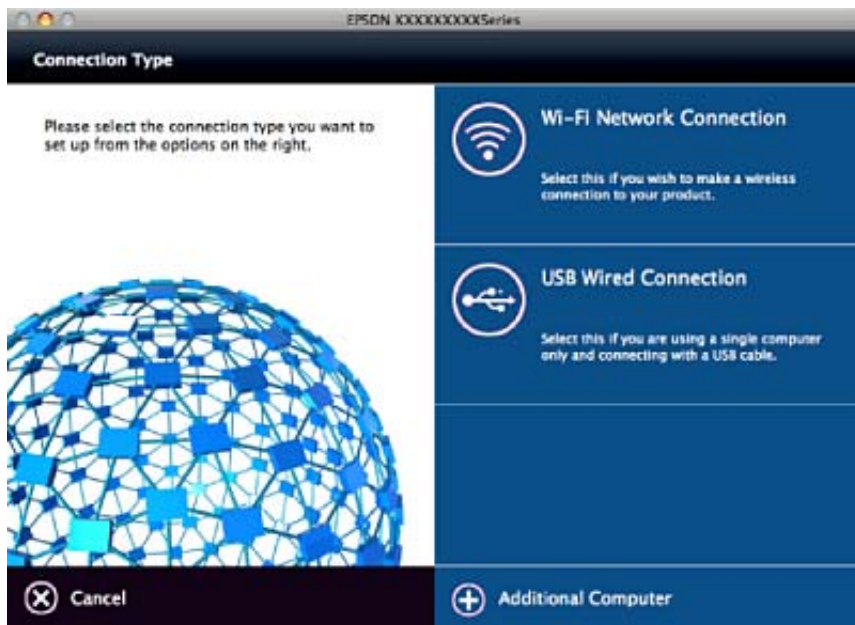 EPSON XXXXXXXXXSeries
Connection Type
Please select the connection type you want to
set up from the options on the right.
Wi-Fi Network Connection
Select this if you wish to make a wireless
connection to your product.
USB Wired Connection
Select this if you are using a single computer
only and connecting with a USB cable.
Cancel
Additional Computer